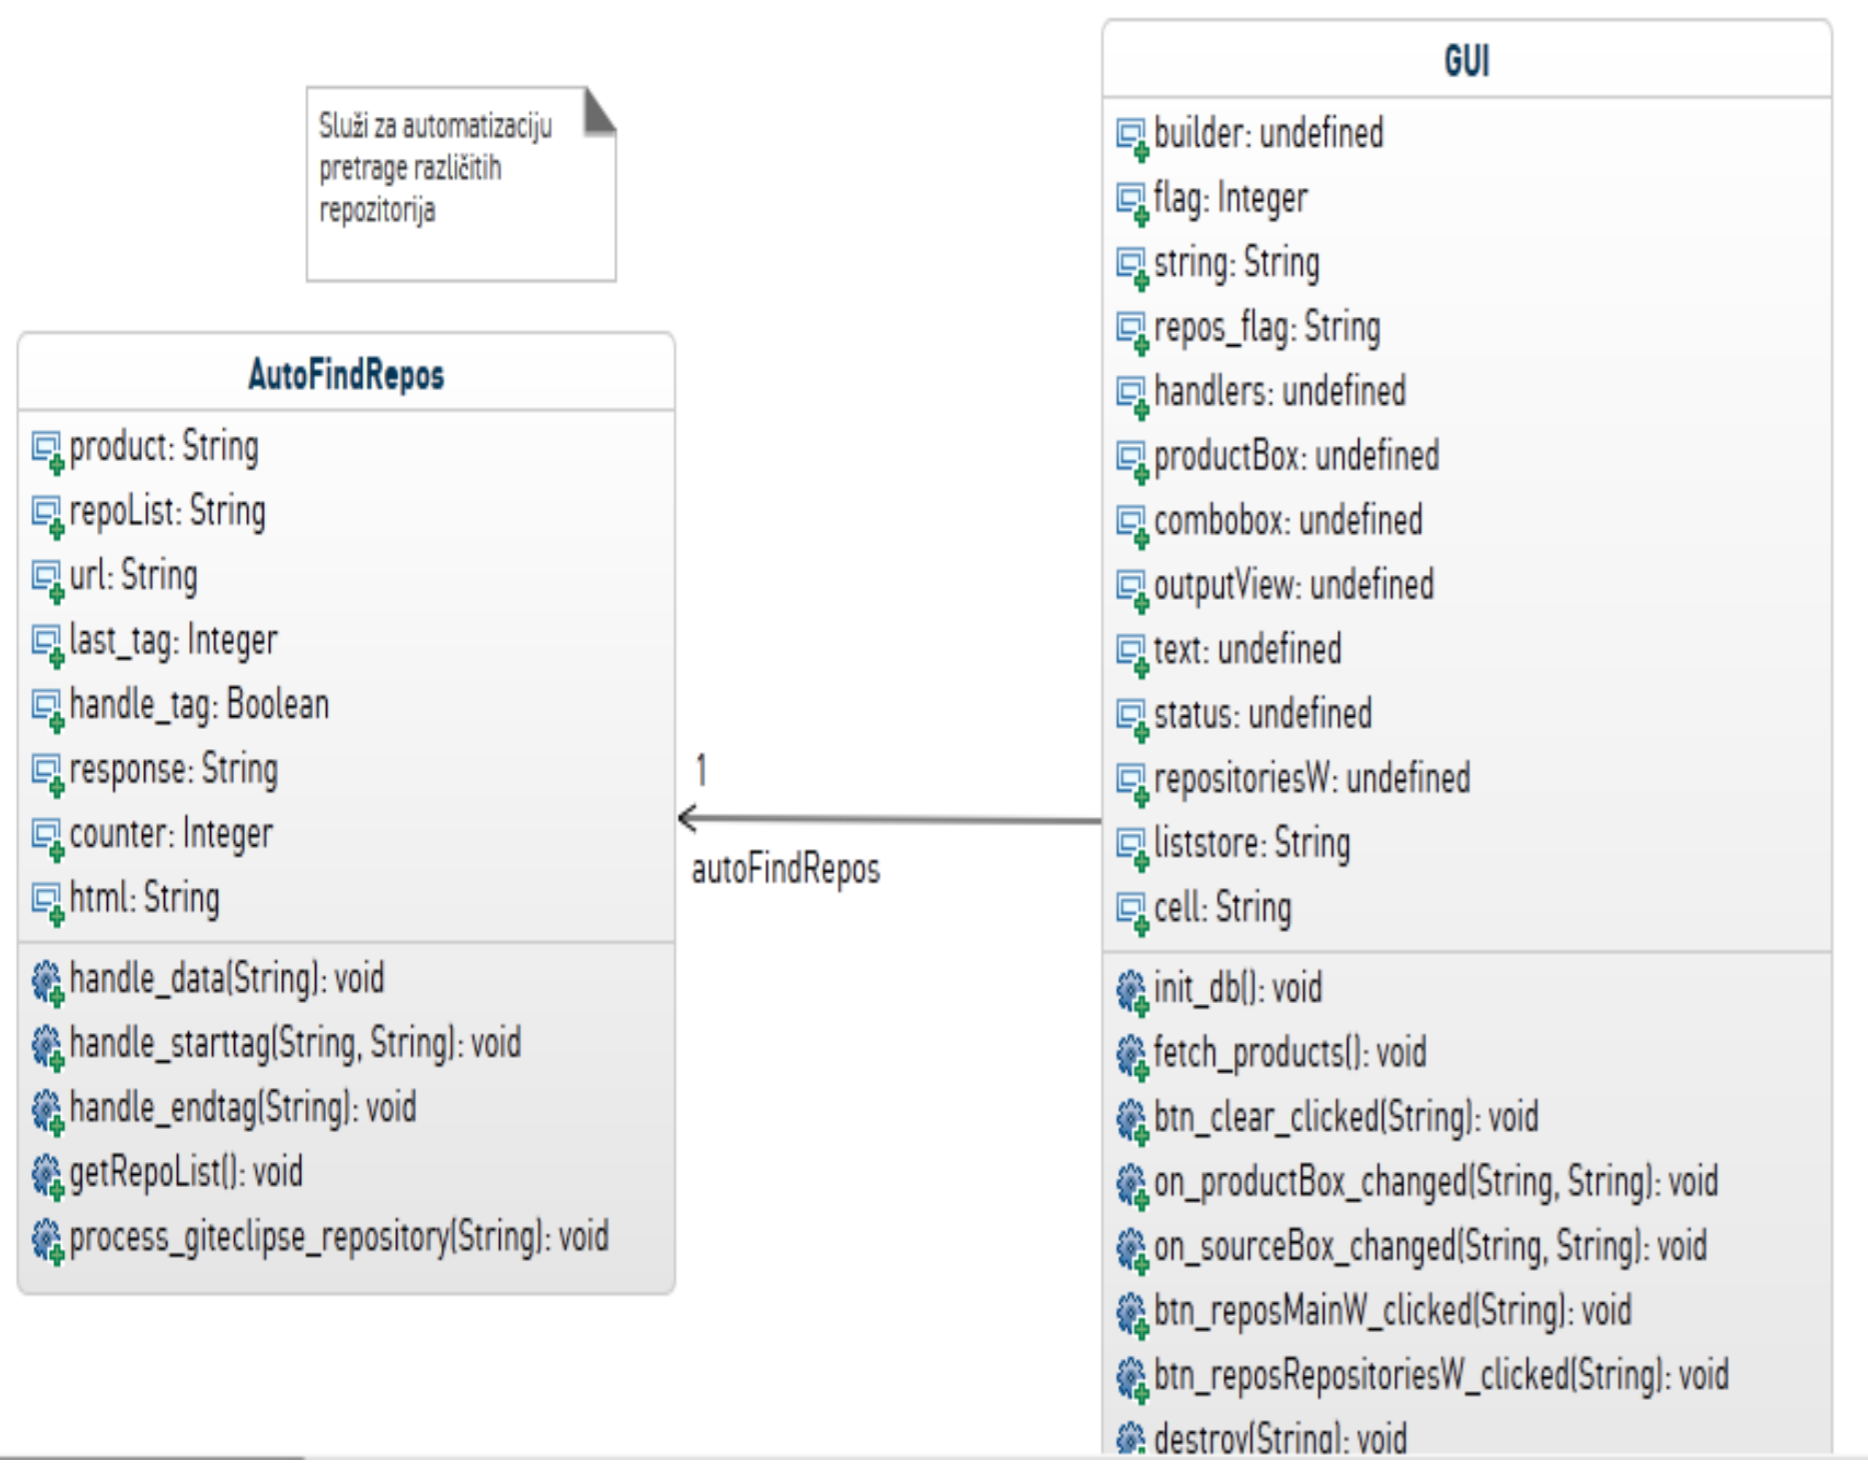 Služi za automatizaciju
pretrage različitih
repozitorija
AutoFindRepos
product: String
repoList: String
url: String
last_tag: Integer
handle_tag: Boolean
response: String
counter: Integer
html: String
handle_data(String): void
handle_starttag(String, String): void
handle_endtag(String): void
getRepoList(): void
process_giteclipse_repository(String): void
1
autoFindRepos
GUI
builder: undefined
flag: Integer
string: String
repos_flag: String
handlers: undefined
productBox: undefined
combobox: undefined
outputView: undefined
text: undefined
status: undefined
repositoriesW: undefined
liststore: String
cell: String
init_db(): void
fetch_products(): void
btn_clear_clicked(String): void
on_productBox_changed(String, String): void
on_sourceBox_changed(String, String): void
btn_reposMainW_clicked(String): void
btn_reposRepositoriesW_clicked(String): void
destroy(String): void